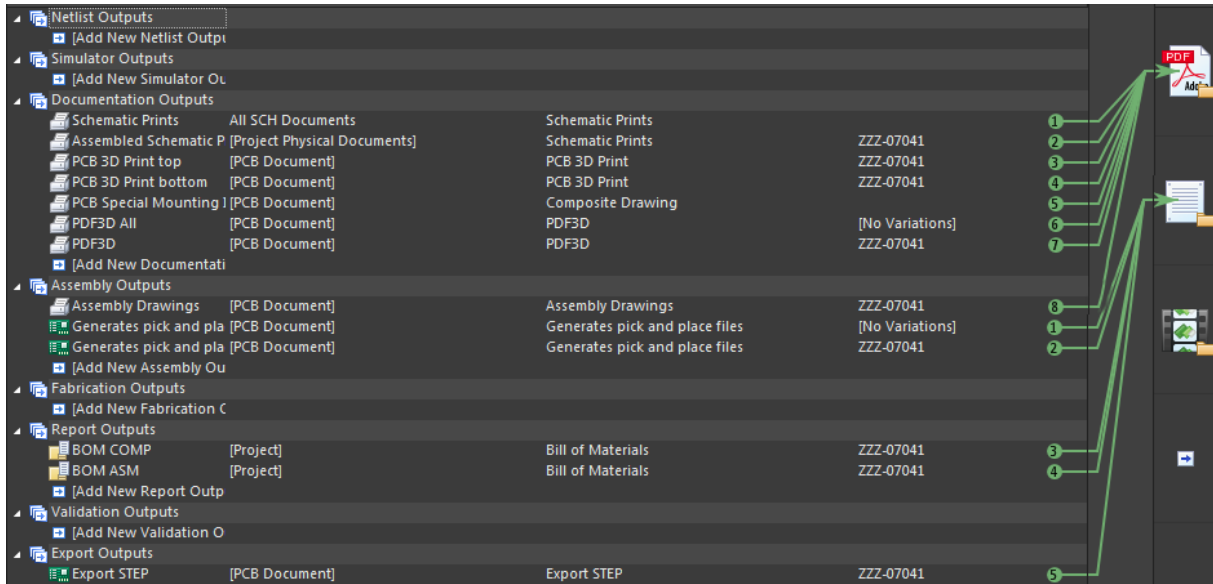 Netlist Outputs
[Add New Netlist Outpu
Simulator Outputs
[Add New Simulator Ou
Documentation Outputs
Schematic Prints All SCH Documents Schematic Prints 1
Assembled Schematic P [Project Physical Documents] Schematic Prints ZZZ-07041 2
PCB 3D Print top [PCB Document] PCB 3D Print ZZZ-07041 3
PCB 3D Print bottom [PCB Document] PCB 3D Print ZZZ-07041 4
PCB Special Mounting [PCB Document] Composite Drawing 5
PDF3D All [PCB Document] PDF3D [No Variations] 6
PDF3D [PCB Document] PDF3D ZZZ-07041 7
[Add New Documentati
Assembly Outputs
Assembly Drawings [PCB Document] Assembly Drawings ZZZ-07041 8
Generates pick and pla [PCB Document] Generates pick and place files [No Variations] 1
Generates pick and pla [PCB Document] Generates pick and place files ZZZ-07041 2
[Add New Assembly Ou
Fabrication Outputs
[Add New Fabrication C
Report Outputs
BOM COMP [Project] Bill of Materials ZZZ-07041 3
BOM ASM [Project] Bill of Materials ZZZ-07041 4
[Add New Report Outp
Validation Outputs
[Add New Validation O
Export Outputs
Export STEP [PCB Document] Export STEP ZZZ-07041 5
PDF
Adobe